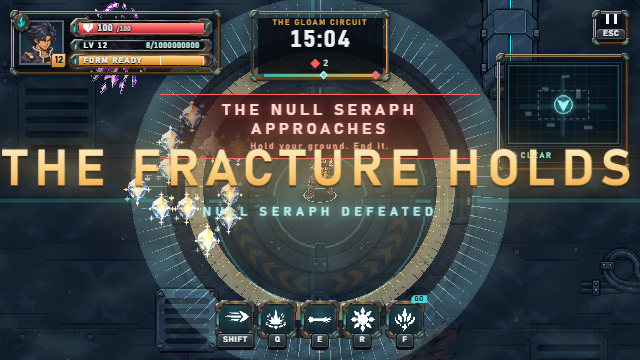 100 /100
LV 12 8/1000000000
12 FORM READY
THE GLOAM CIRCUIT
15:04
2
ESC
THE NULL SERAPH
APPROACHES
Hold your ground. End it.
CLEAR
THE FRACTURE HOLDS
NULL SERAPH DEFEATED
60
SHIFT Q E R F